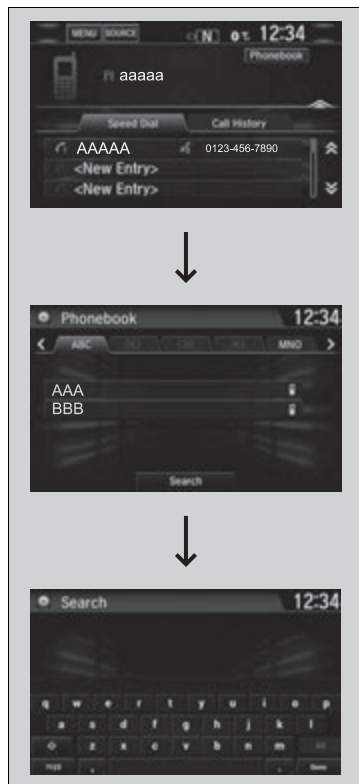 MENU SOURCE N 12:34
Phonebook
aaaaa
Speed Dial Call History
AAAAA 0123-456-7890
<New Entry>
<New Entry>
Phonebook 12:34
ABC MNO
AAA
BBB
Search
Search 12:34
q w e r t y u i o p
a s d f g h j k l
z x c v b n m
Done